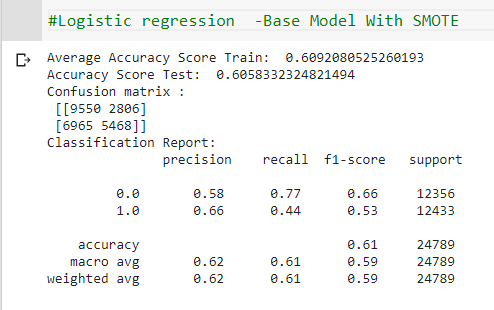 #Logistic regression  -Base Model With SMOTE
Average Accuracy Score Train:  0.6092080525260193
Accuracy Score Test:  0.6058332324821494
Confusion matrix :
[[9550 2806]
[6965 5468]]
Classification Report:
precision    recall  f1-score   support
0.0       0.58      0.77      0.66     12356
1.0       0.66      0.44      0.53     12433
accuracy                           0.61     24789
macro avg       0.62      0.61      0.59     24789
weighted avg       0.62      0.61      0.59     24789